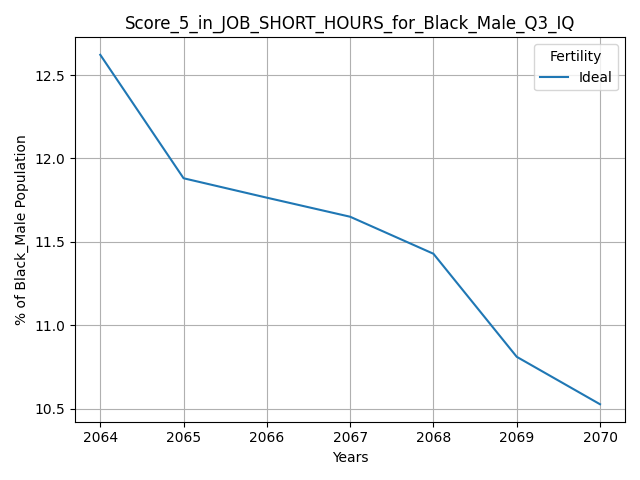 Score_5_in_JOB_SHORT_HOURS_for_Black_Male_Q3_IQ
Fertility
Ideal
12.5
12.0
11.5
11.0
10.5
% of Black_Male Population
2064 2065 2066 2067 2068 2069 2070
Years